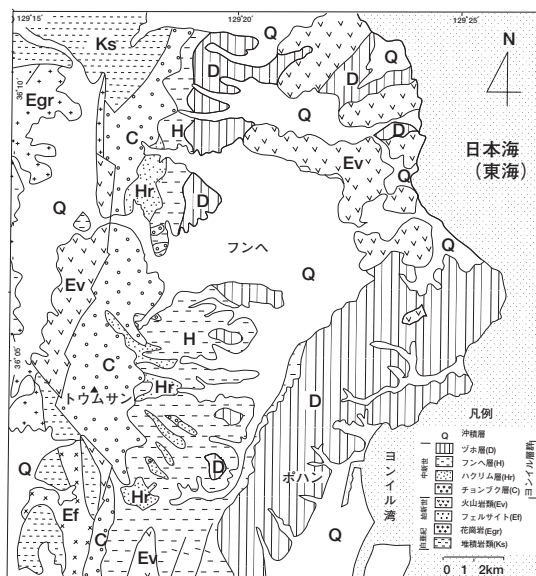 129°15' 129°20' 129°25'
Ks Q
D D Q
N
36°10'
Egr
H Q
C D
日本海
（東海）
Hr Ev Q
Q D
フンヘ Q
Q
Ev
H
36°05'
C
トウムサン Hr D
凡例
Q 沖積層
ヅホ層(D)
フンヘ層(H)
ハクリム層(Hr)
チョンブク層(C)
火山岩類(Ev)
フェルサイト(Ef)
花崗岩(Egr)
堆積岩類(Ks)
中新世
始新世
白亜紀
ヨンイル層群
ヨンイル湾
Q D ポハン
Hr
Ef Q
C
Ev
0 1 2km